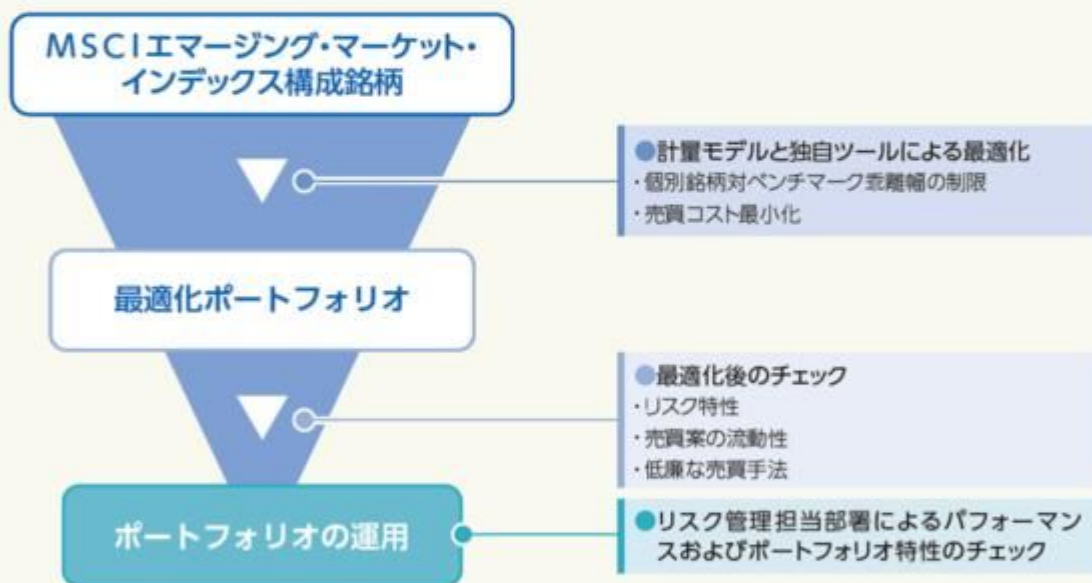 MSCIエマージング・マーケット・
インデックス構成銘柄
●計量モデルと独自ツールによる最適化
・個別銘柄対ベンチマーク乖離幅の制限
・売買コスト最小化
最適化ポートフォリオ
●最適化後のチェック
・リスク特性
・売買案の流動性
・低廉な売買手法
ポートフォリオの運用
●リスク管理担当部署によるパフォーマン
スおよびポートフォリオ特性のチェック